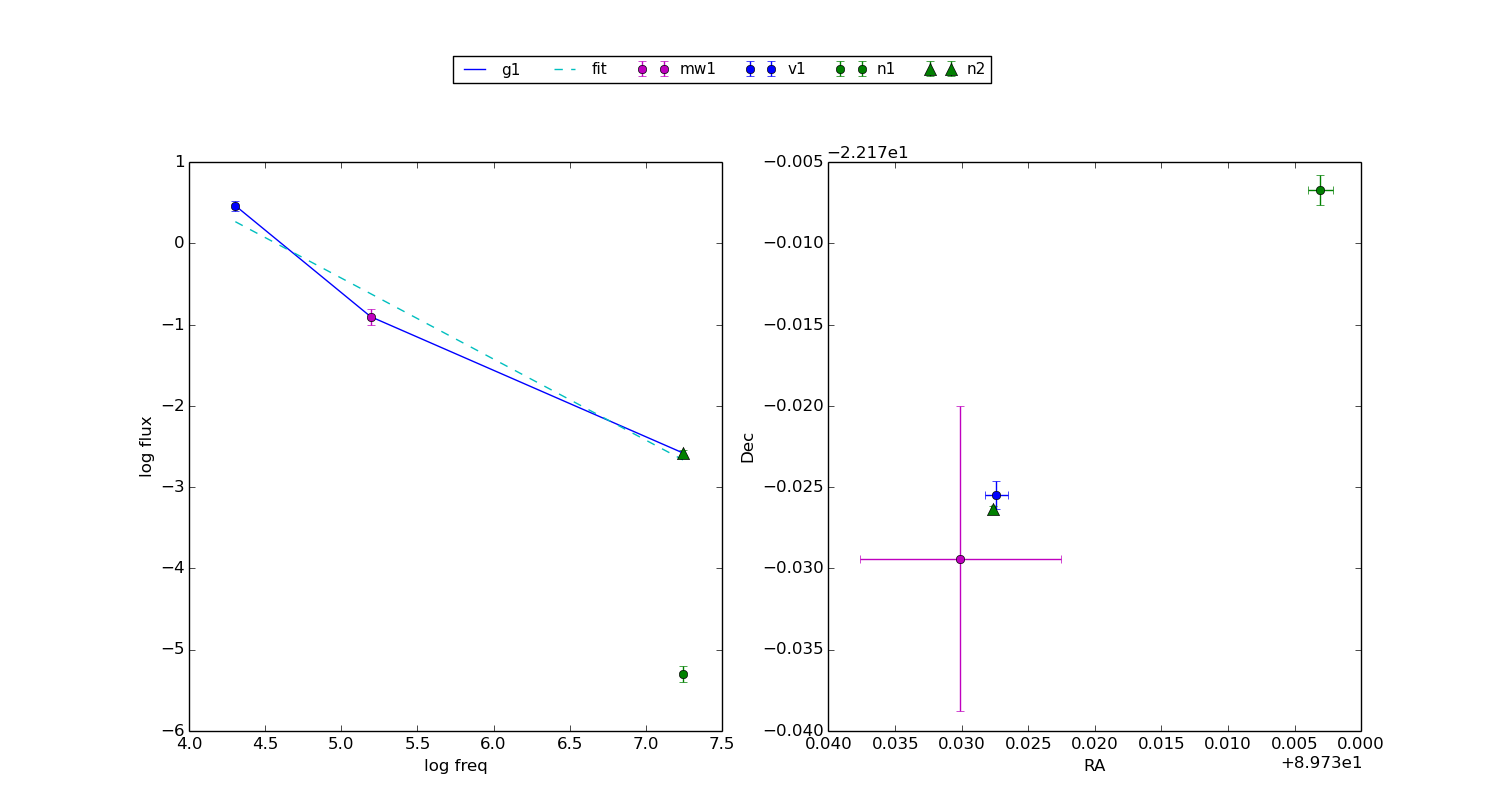 g1 fit mw1 v1 n1 n2
1
0
−1
−2
−3
−4
−5
−6
log flux
4.0 4.5 5.0 5.5 6.0 6.5 7.0 7.5
log freq
−2.217e1
−0.005
−0.010
−0.015
−0.020
−0.025
−0.030
−0.035
−0.040
Dec
0.040 0.035 0.030 0.025 0.020 0.015 0.010 0.005 0.000
RA
+8.973e1